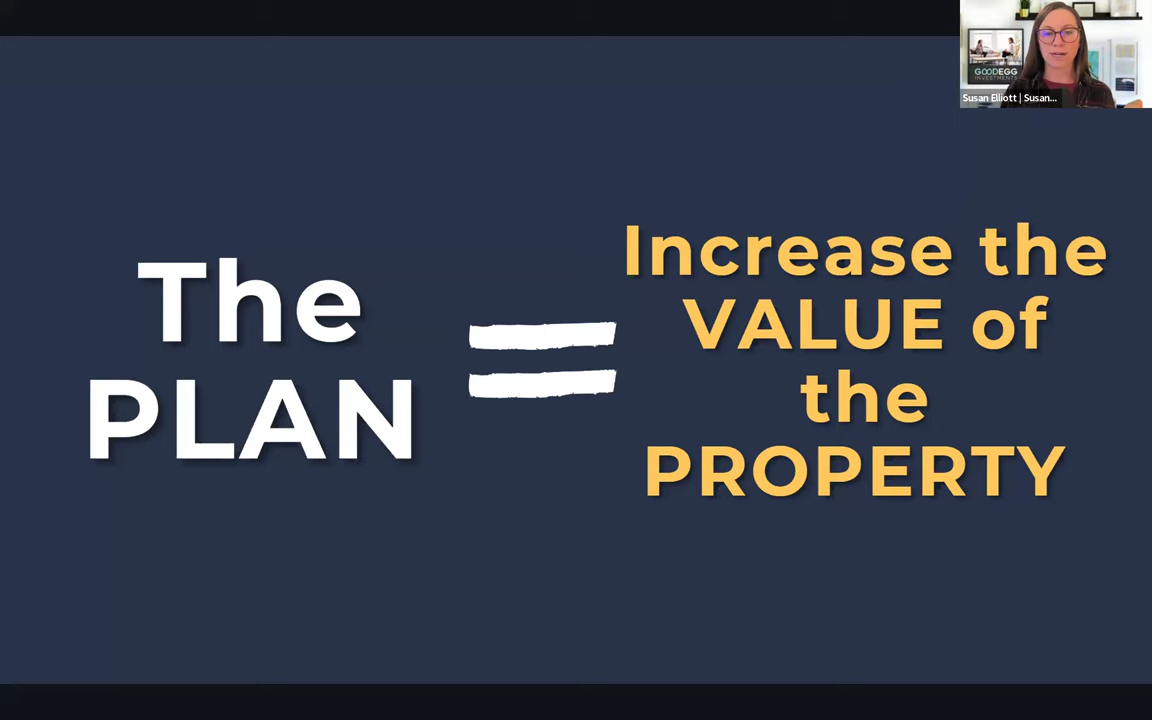 GOODEGG
INVESTMENTS
Susan Elliott | Susan...
The
PLAN
=
Increase the
VALUE of
the
PROPERTY